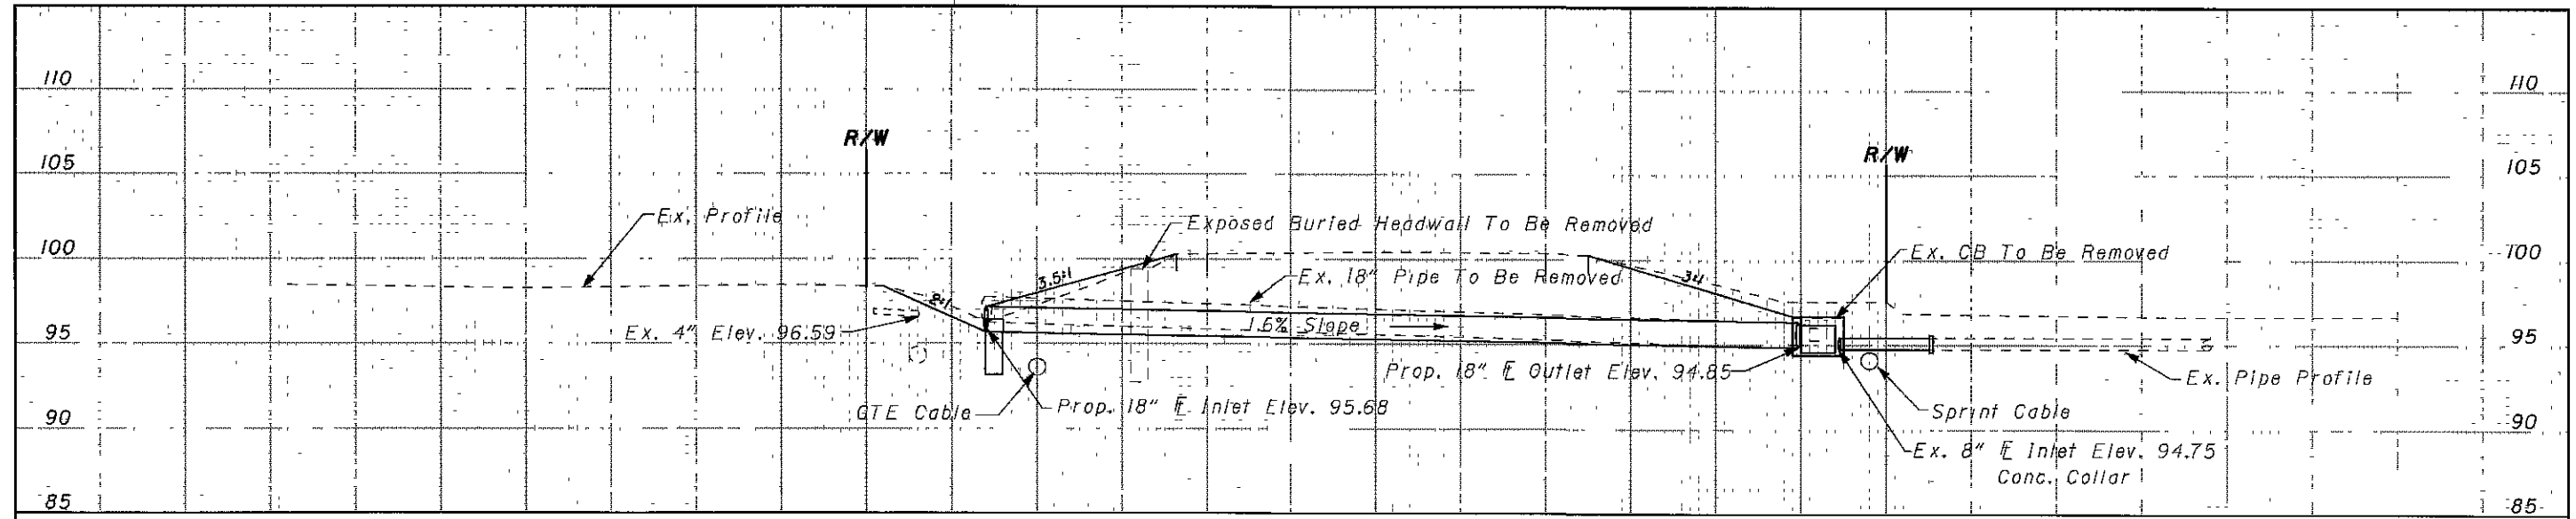 110
110
R/W
105
R/W
105
Ex. Profile
Exposed Buried Headwall To Be Removed
100
Ex. CB To Be Removed
100
3.5:1
Ex. 18" Pipe To Be Removed
3:1
2:1
Ex. 4" Elev. 96.59
1.6% Slope
95
95
Prop. 18" ℄ Outlet Elev. 94.85
Ex. Pipe Profile
GTE Cable
Prop. 18" ℄ Inlet Elev. 95.68
Sprint Cable
90
90
Ex. 8" ℄ Inlet Elev. 94.75
Conc. Collar
85
85